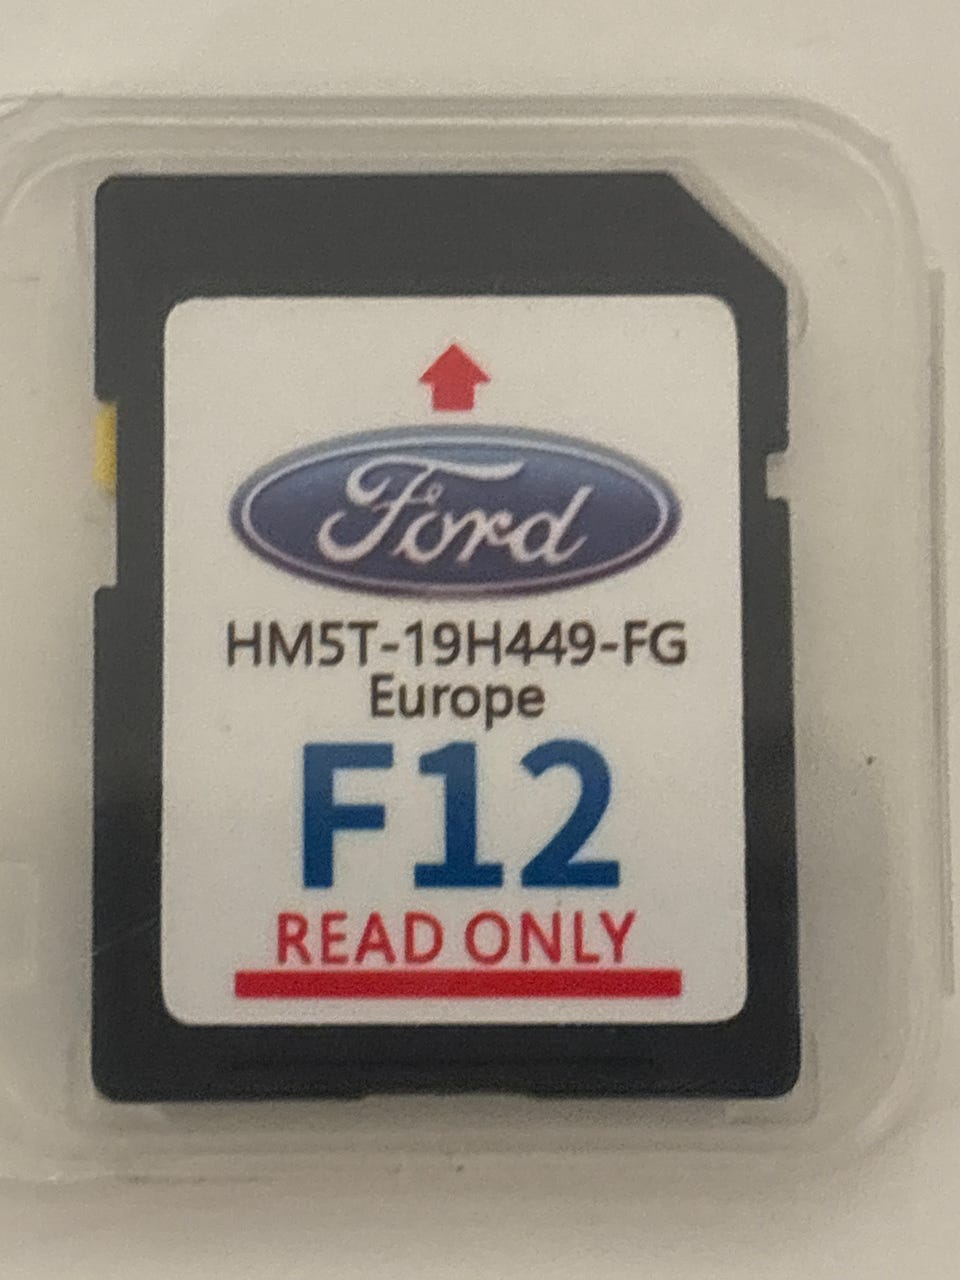 Ford
HM5T-19H449-FG
Europe
F12
READ ONLY